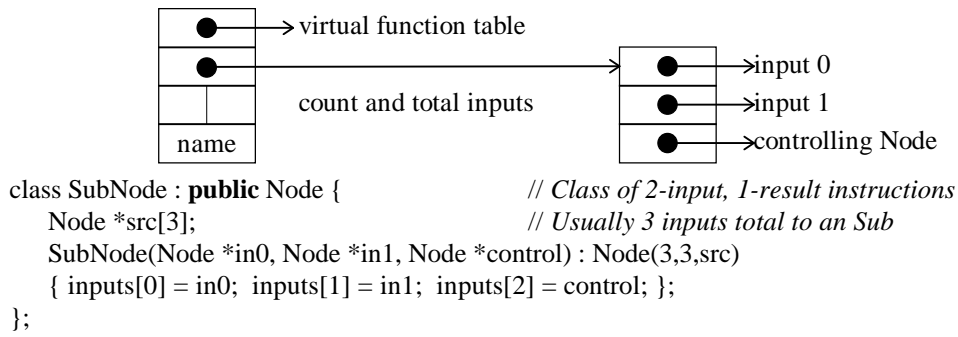 virtual function table
input 0
count and total inputs
input 1
name
controlling Node
class SubNode : public Node { // Class of 2-input, 1-result instructions
Node *src[3]; // Usually 3 inputs total to an Sub
SubNode(Node *in0, Node *in1, Node *control) : Node(3,3,src)
{ inputs[0] = in0; inputs[1] = in1; inputs[2] = control; };
};